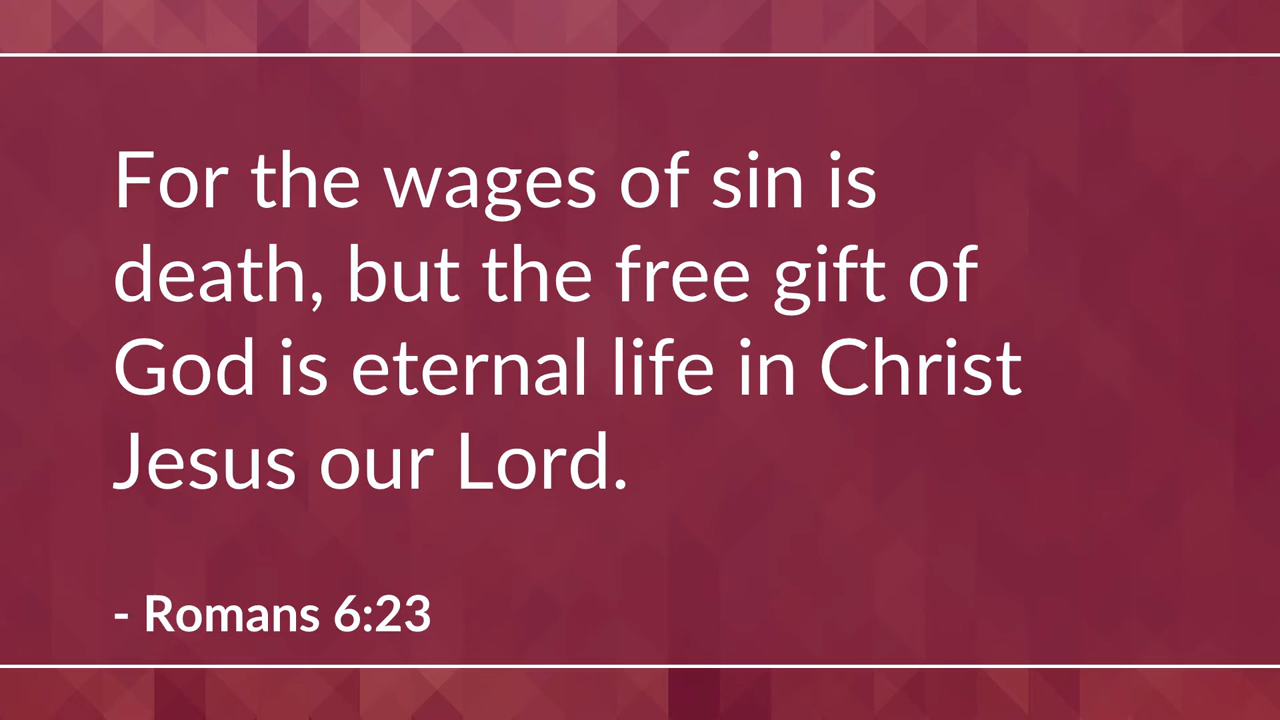 For the wages of sin is
death, but the free gift of
God is eternal life in Christ
Jesus our Lord.
- Romans 6:23